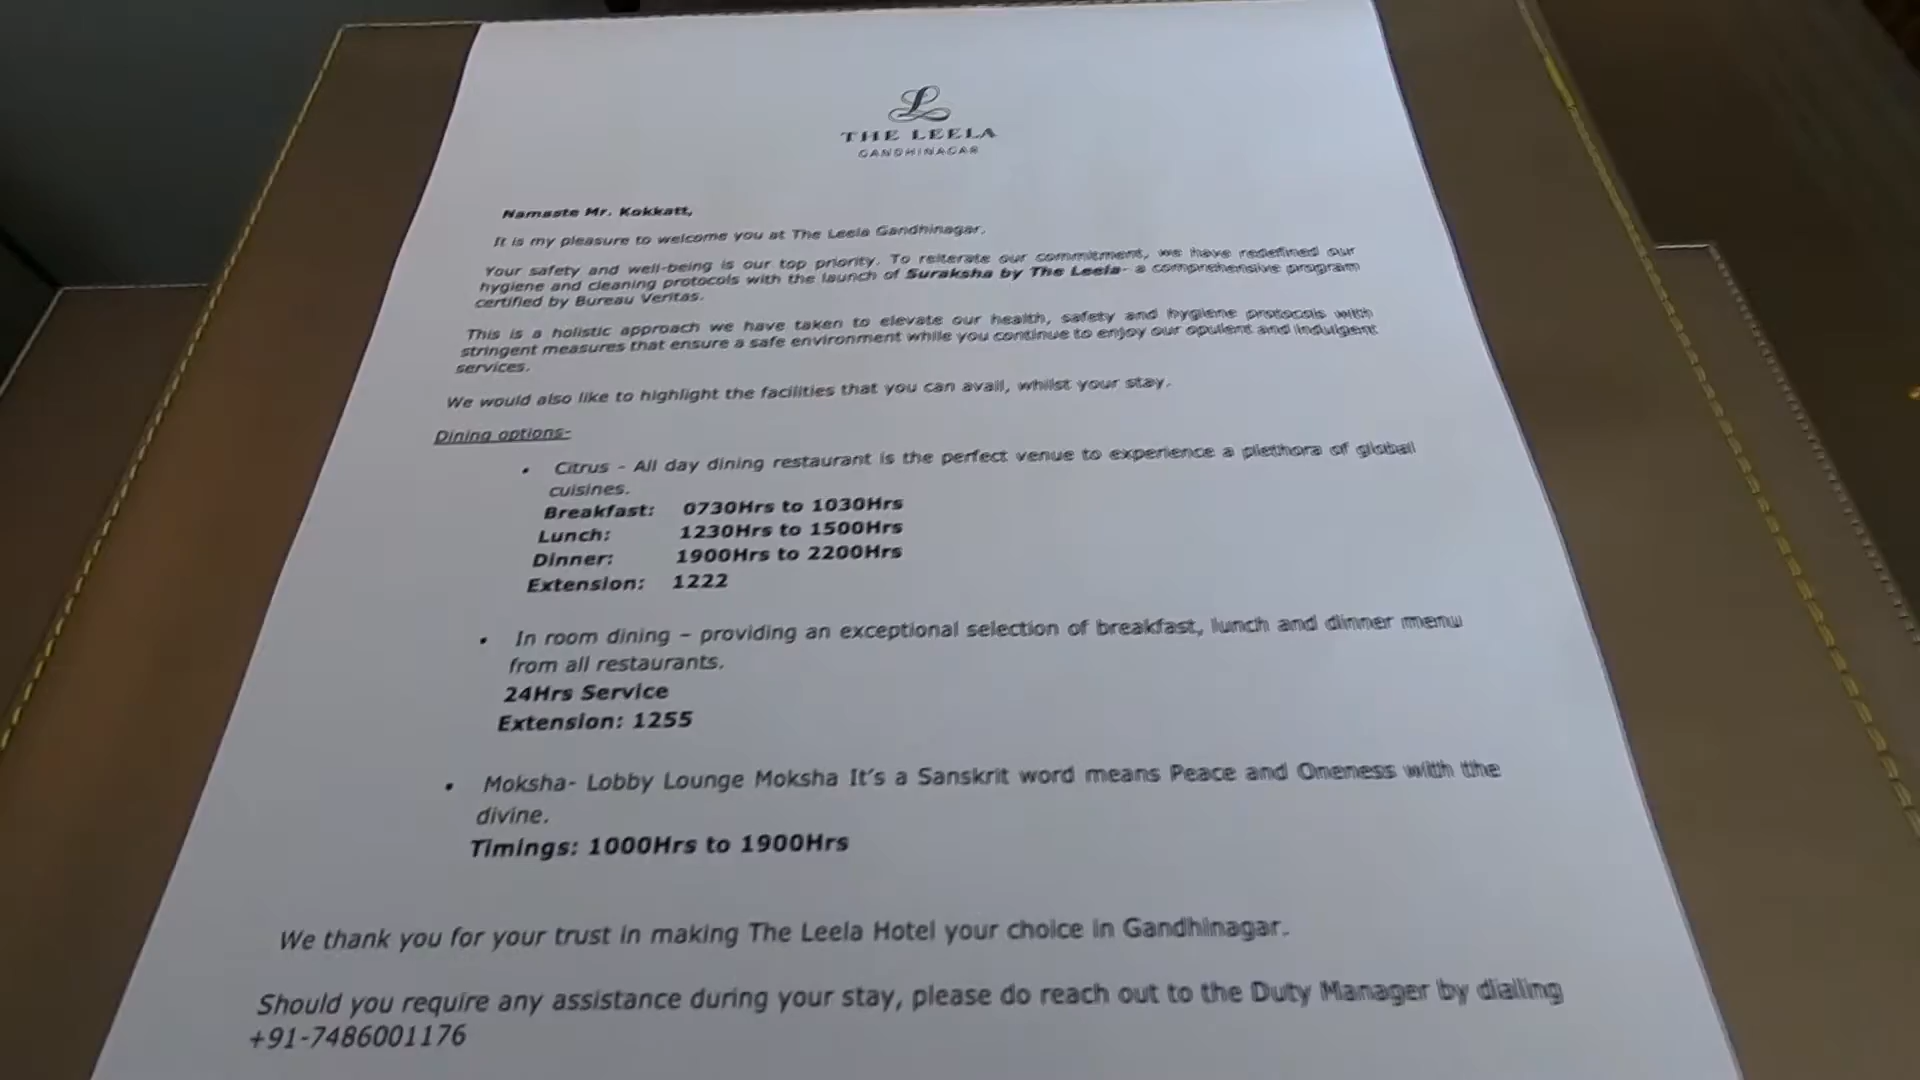 L
THE LEELA
GANDHINAGAR
Namaste Mr. Kokkatt,
It is my pleasure to welcome you at The Leela Gandhinagar.
Your safety and well-being is our top priority. To reiterate our commitment, we have redefined our
hygiene and cleaning protocols with the launch of Suraksha by The Leela- a comprehensive program
certified by Bureau Veritas.
This is a holistic approach we have taken to elevate our health, safety and hygiene protocols with
stringent measures that ensure a safe environment while you continue to enjoy our opulent and indulgent
services.
We would also like to highlight the facilities that you can avail, whilst your stay.
Dining options-
• Citrus - All day dining restaurant is the perfect venue to experience a plethora of global
cuisines.
Breakfast: 0730Hrs to 1030Hrs
Lunch: 1230Hrs to 1500Hrs
Dinner: 1900Hrs to 2200Hrs
Extension: 1222
• In room dining – providing an exceptional selection of breakfast, lunch and dinner menu
from all restaurants.
24Hrs Service
Extension: 1255
• Moksha- Lobby Lounge Moksha It's a Sanskrit word means Peace and Oneness with the
divine.
Timings: 1000Hrs to 1900Hrs
We thank you for your trust in making The Leela Hotel your choice in Gandhinagar.
Should you require any assistance during your stay, please do reach out to the Duty Manager by dialing
+91-7486001176